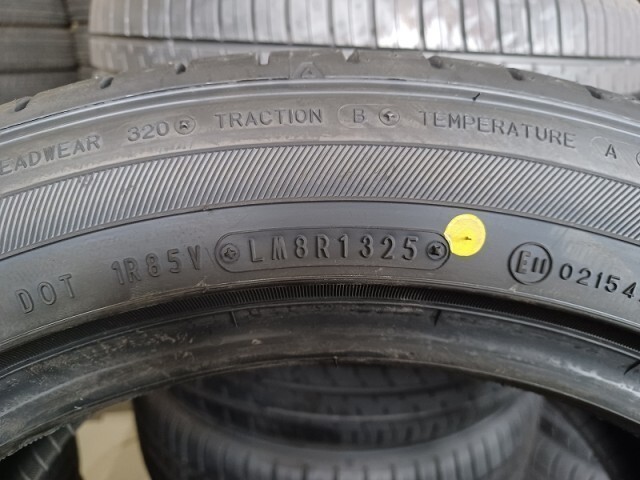 EADWEAR 320 TRACTION B TEMPERATURE A
DOT 1R85V LM8R1325 E11 02154